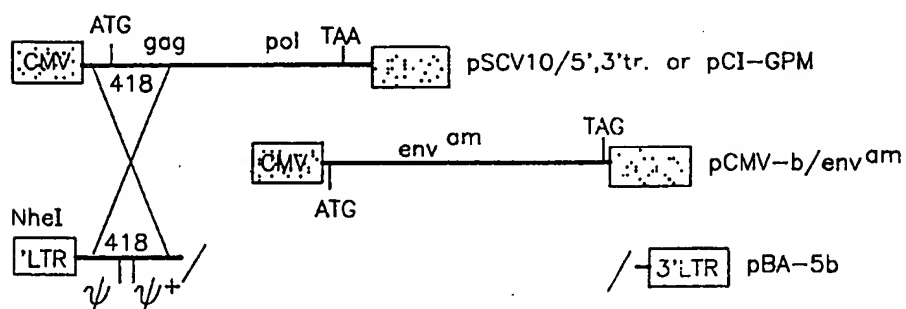 ATG gag pol TAA
CMV pSCV10/5',3'tr. or pCI-GPM
418
env am TAG
CMV pCMV-b/env am
ATG
NheI
'LTR 418 3'LTR pBA-5b
ψ ψ+